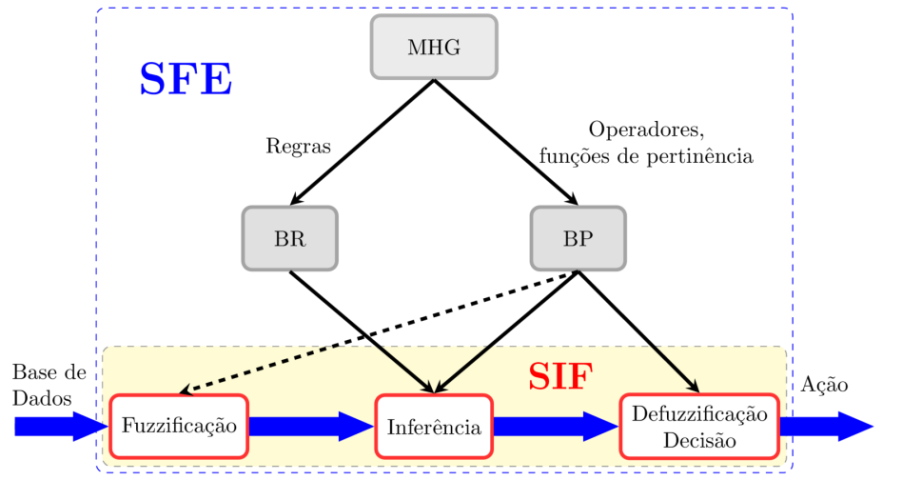 MHG
SFE
Operadores,
Regras
funções de pertinência
BR
BP
Base de
Dados
SIF
Ação
Fuzzificação
Inferência
Defuzzificação
Decisão